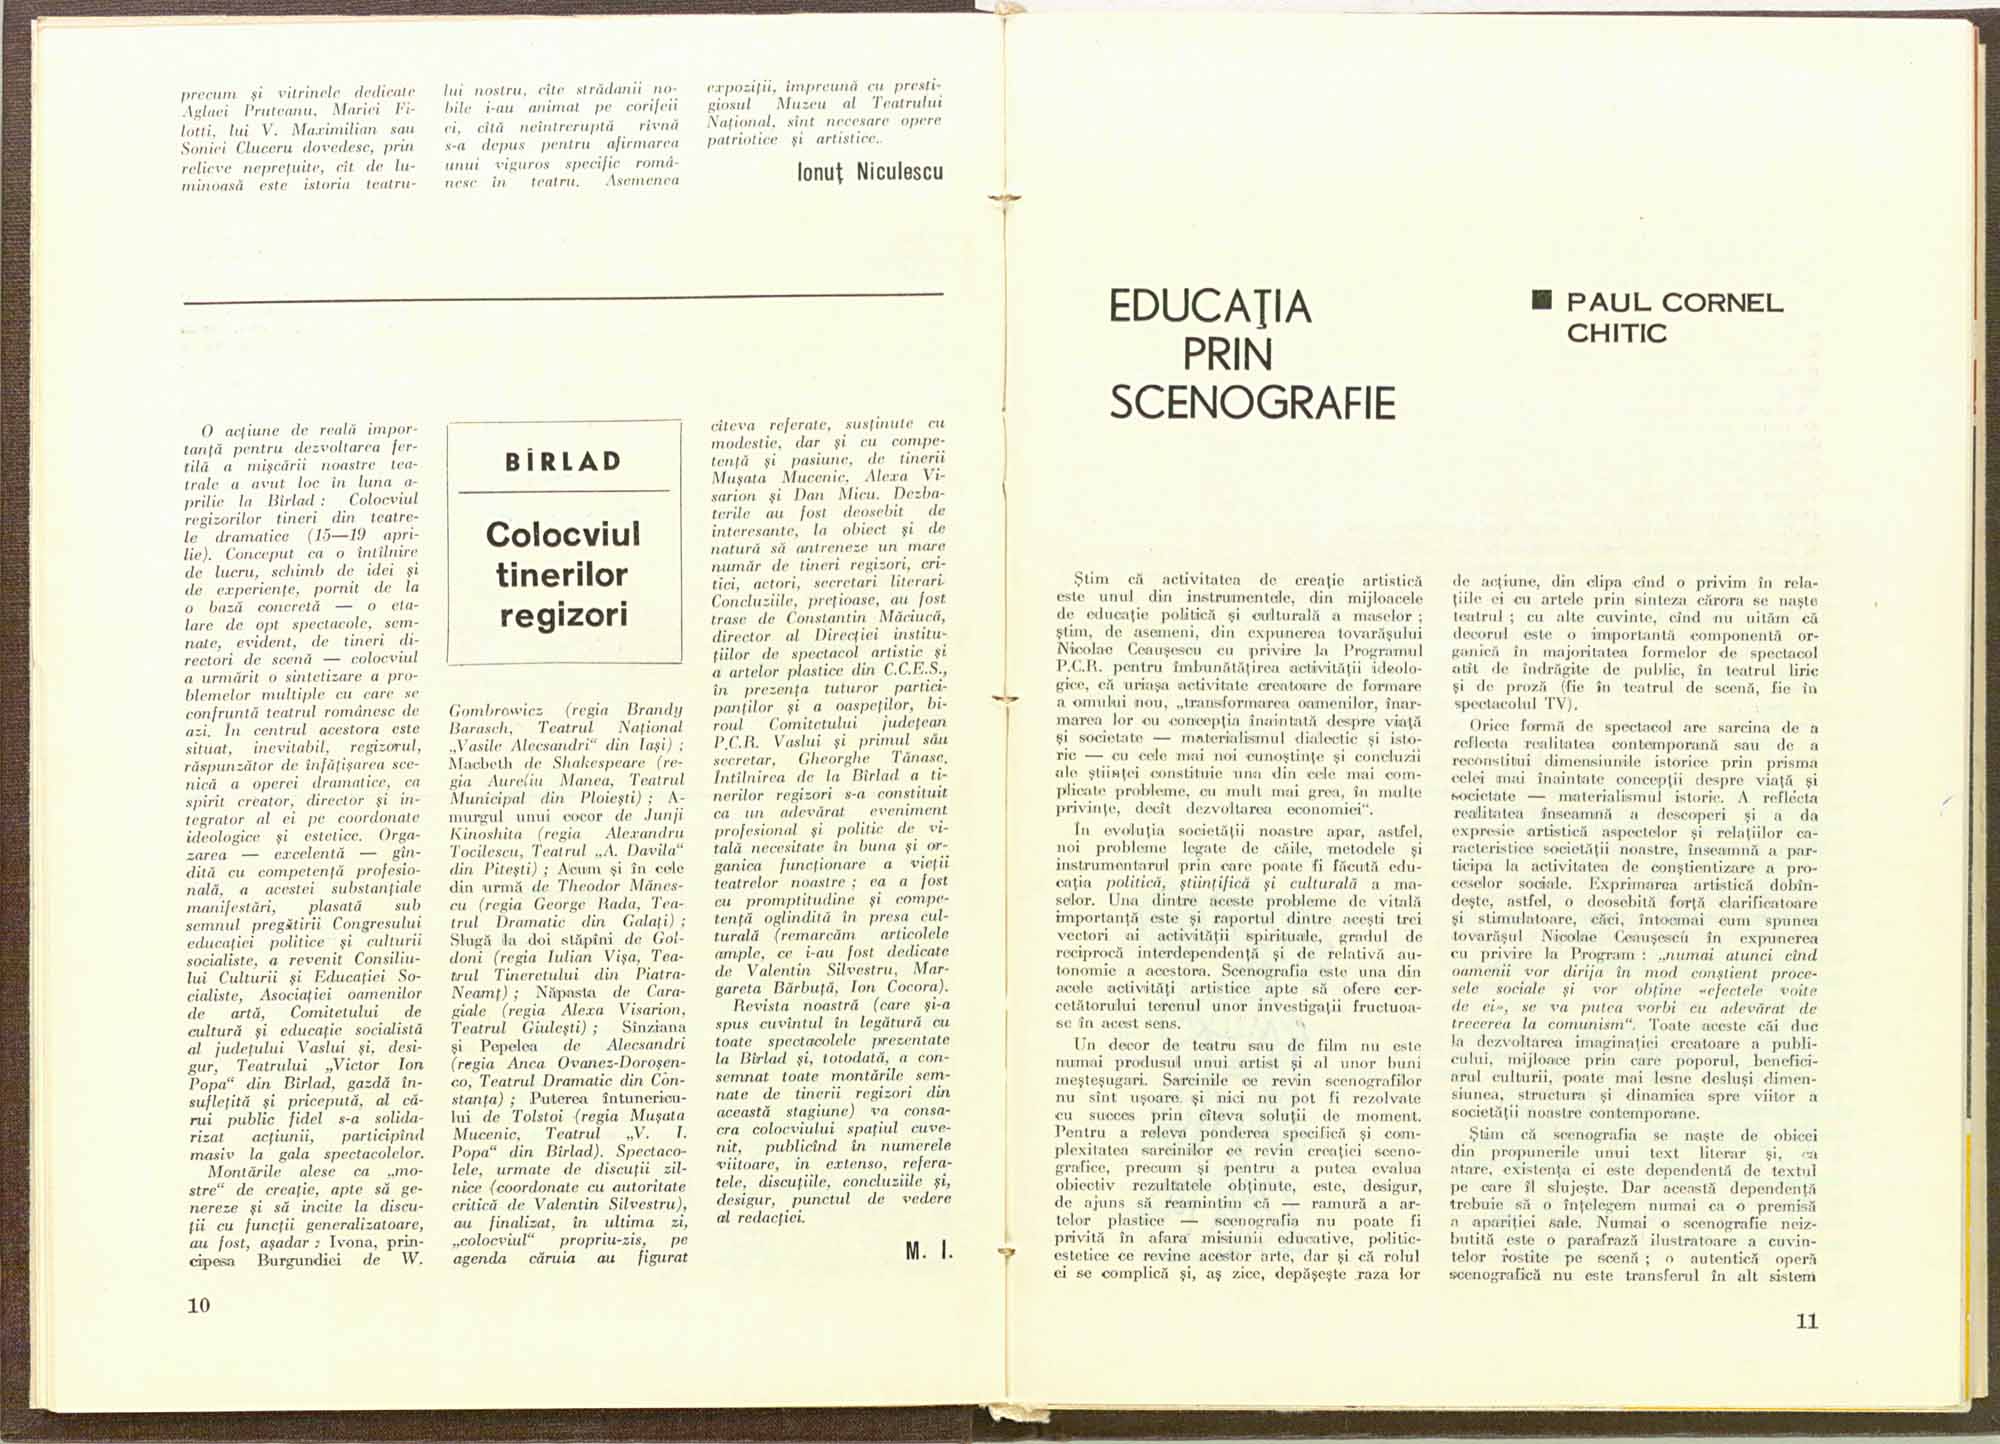 precum și vitrinele dedicate
Aglaei Pruteanu, Mariei Fi-
lotti, lui V. Maximilian sau
Soniei Cluceru dovedesc, prin
relieve neprețuite, cît de lu-
minoasă este istoria teatru-
lui nostru, cîte strădanii no-
bile i-au animat pe corifeii
ei, cîtă neîntreruptă rîvnă
s-a depus pentru afirmarea
unui viguros specific româ-
nesc în teatru. Asemenea
expoziții, împreună cu presti-
giosul Muzeu al Teatrului
Național, sînt necesare opere
patriotice și artistice..
Ionuț Niculescu
O acțiune de reală impor-
tanță pentru dezvoltarea fer-
tilă a mișcării noastre tea-
trale a avut loc în luna a-
prilie la Bîrlad : Colocviul
regizorilor tineri din teatre-
le dramatice (15—19 apri-
lie). Conceput ca o întîlnire
de lucru, schimb de idei și
de experiențe, pornit de la
o bază concretă — o eta-
lare de opt spectacole, sem-
nate, evident, de tineri di-
rectori de scenă — colocviul
a urmărit o sintetizare a pro-
blemelor multiple cu care se
confruntă teatrul românesc de
azi. In centrul acestora este
situat, inevitabil, regizorul,
răspunzător de înfățișarea sce-
nică a operei dramatice, ca
spirit creator, director și in-
tegrator al ei pe coordonate
ideologice și estetice. Orga-
zarea — excelentă — gîn-
dită cu competență profesio-
nală, a acestei substanțiale
manifestări, plasată sub
semnul pregătirii Congresului
educației politice și culturii
socialiste, a revenit Consiliu-
lui Culturii și Educației So-
cialiste, Asociației oamenilor
de artă, Comitetului de
cultură și educație socialistă
al județului Vaslui și, desi-
gur, Teatrului „Victor Ion
Popa“ din Bîrlad, gazdă în-
suflețită și pricepută, al că-
rui public fidel s-a solida-
rizat acțiunii, participînd
masiv la gala spectacolelor.
Montările alese ca „mo-
stre“ de creație, apte să ge-
nereze și să incite la discu-
ții cu funcții generalizatoare,
au fost, așadar : Ivona, prin-
cipesa Burgundiei de W.
BÎRLAD
Colocviul
tinerilor
regizori
Gombrowicz (regia Brandy
Barasch, Teatrul Național
„Vasile Alecsandri“ din Iași) ;
Macbeth de Shakespeare (re-
gia Aureliu Manea, Teatrul
Municipal din Ploiești) ; A-
murgul unui cocor de Junji
Kinoshita (regia Alexandru
Tocilescu, Teatrul „A. Davila“
din Pitești) ; Acum și în cele
din urmă de Theodor Mănes-
cu (regia George Rada, Tea-
trul Dramatic din Galați) ;
Slugă la doi stăpîni de Gol-
doni (regia Iulian Vișa, Tea-
trul Tineretului din Piatra-
Neamț) ; Năpasta de Cara-
giale (regia Alexa Visarion,
Teatrul Giulești) ; Sînziana
și Pepelea de Alecsandri
(regia Anca Ovanez-Doroșen-
co, Teatrul Dramatic din Con-
stanța) ; Puterea întunericu-
lui de Tolstoi (regia Mușata
Mucenic, Teatrul „V. I.
Popa“ din Bîrlad). Spectaco-
lele, urmate de discuții zil-
nice (coordonate cu autoritate
critică de Valentin Silvestru),
au finalizat, în ultima zi,
„colocviul“ propriu-zis, pe
agenda căruia au figurat
cîteva referate, susținute cu
modestie, dar și cu compe-
tență și pasiune, de tinerii
Mușata Mucenic, Alexa Vi-
sarion și Dan Micu. Dezba-
terile au fost deosebit de
interesante, la obiect și de
natură să antreneze un mare
număr de tineri regizori, cri-
tici, actori, secretari literari.
Concluziile, prețioase, au fost
trase de Constantin Măciucă,
director al Direcției institu-
țiilor de spectacol artistic și
a artelor plastice din C.C.E.S.,
în prezența tuturor partici-
panților și a oaspeților, bi-
roul Comitetului județean
P.C.R. Vaslui și primul său
secretar, Gheorghe Tănase.
Intîlnirea de la Bîrlad a ti-
nerilor regizori s-a constituit
ca un adevărat eveniment
profesional și politic de vi-
tală necesitate în buna și or-
ganica funcționare a vieții
teatrelor noastre ; ea a fost
cu promptitudine și compe-
tență oglindită în presa cul-
turală (remarcăm articolele
ample, ce i-au fost dedicate
de Valentin Silvestru, Mar-
gareta Bărbuță, Ion Cocora).
Revista noastră (care și-a
spus cuvîntul în legătură cu
toate spectacolele prezentate
la Bîrlad și, totodată, a con-
semnat toate montările sem-
nate de tinerii regizori din
această stagiune) va consa-
cra colocviului spațiul cuve-
nit, publicînd în numerele
viitoare, in extenso, refera-
tele, discuțiile, concluziile și,
desigur, punctul de vedere
al redacției.
M. I.
10
EDUCAȚIA
PRIN
SCENOGRAFIE
■ PAUL CORNEL
CHITIC
Știm că activitatea de creație artistică
este unul din instrumentele, din mijloacele
de educație politică și culturală a maselor ;
știm, de asemeni, din expunerea tovarășului
Nicolae Ceaușescu cu privire la Programul
P.C.R. pentru îmbunătățirea activității ideolo-
gice, că uriașa activitate creatoare de formare
a omului nou, „transformarea oamenilor, înar-
marea lor cu concepția înaintată despre viață
și societate — materialismul dialectic și isto-
ric — cu cele mai noi cunoștințe și concluzii
ale științei constituie una din cele mai com-
plicate probleme, cu mult mai grea, în multe
privințe, decît dezvoltarea economiei“.
În evoluția societății noastre apar, astfel,
noi probleme legate de căile, metodele și
instrumentarul prin care poate fi făcută edu-
cația politică, științifică și culturală a ma-
selor. Una dintre aceste probleme de vitală
importanță este și raportul dintre acești trei
vectori ai activității spirituale, gradul de
reciprocă interdependență și de relativă au-
tonomie a acestora. Scenografia este una din
acele activități artistice apte să ofere cer-
cetătorului terenul unor investigații fructuoa-
se în acest sens.
Un decor de teatru sau de film nu este
numai produsul unui artist și al unor buni
meșteșugari. Sarcinile ce revin scenografilor
nu sînt ușoare și nici nu pot fi rezolvate
cu succes prin cîteva soluții de moment.
Pentru a releva ponderea specifică și com-
plexitatea sarcinilor ce revin creației sceno-
grafice, precum și pentru a putea evalua
obiectiv rezultatele obținute, este, desigur,
de ajuns să reamintim că — ramură a ar-
telor plastice — scenografia nu poate fi
privită în afara misiunii educative, politic-
estetice ce revine acestor arte, dar și că rolul
ei se complică și, aș zice, depășește raza lor
de acțiune, din clipa cînd o privim în rela-
țiile ei cu artele prin sinteza cărora se naște
teatrul ; cu alte cuvinte, cînd nu uităm că
decorul este o importantă componentă or-
ganică în majoritatea formelor de spectacol
atît de îndrăgite de public, în teatrul liric
și de proză (fie în teatrul de scenă, fie în
spectacolul TV).
Orice formă de spectacol are sarcina de a
reflecta realitatea contemporană sau de a
reconstitui dimensiunile istorice prin prisma
celei mai înaintate concepții despre viață și
societate — materialismul istoric. A reflecta
realitatea înseamnă a descoperi și a da
expresie artistică aspectelor și relațiilor ca-
racteristice societății noastre, înseamnă a par-
ticipa la activitatea de conștientizare a pro-
ceselor sociale. Exprimarea artistică dobîn-
dește, astfel, o deosebită forță clarificatoare
și stimulatoare, căci, întocmai cum spunea
tovarășul Nicolae Ceaușescu în expunerea
cu privire la Program : „numai atunci cînd
oamenii vor dirija în mod conștient proce-
sele sociale și vor obține «efectele voite
de ei», se va putea vorbi cu adevărat de
trecerea la comunism“. Toate aceste căi duc
la dezvoltarea imaginației creatoare a publi-
cului, mijloace prin care poporul, benefici-
arul culturii, poate mai lesne desluși dimen-
siunea, structura și dinamica spre viitor a
societății noastre contemporane.
Știm că scenografia se naște de obicei
din propunerile unui text literar și, ca
atare, existența ei este dependentă de textul
pe care îl slujește. Dar această dependență
trebuie să o înțelegem numai ca o premisă
a apariției sale. Numai o scenografie neiz-
butită este o parafrază ilustratoare a cuvin-
telor rostite pe scenă ; o autentică operă
scenografică nu este transferul în alt sistem
11